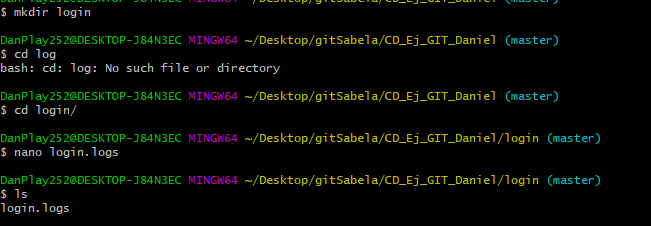 $ mkdir login
DanPlay252@DESKTOP-J84N3EC MINGW64 ~/Desktop/gitSabela/CD_Ej_GIT_Daniel (master)
$ cd log
bash: cd: log: No such file or directory
DanPlay252@DESKTOP-J84N3EC MINGW64 ~/Desktop/gitSabela/CD_Ej_GIT_Daniel (master)
$ cd login/
DanPlay252@DESKTOP-J84N3EC MINGW64 ~/Desktop/gitSabela/CD_Ej_GIT_Daniel/login (master)
$ nano login.logs
DanPlay252@DESKTOP-J84N3EC MINGW64 ~/Desktop/gitSabela/CD_Ej_GIT_Daniel/login (master)
$ ls
login.logs